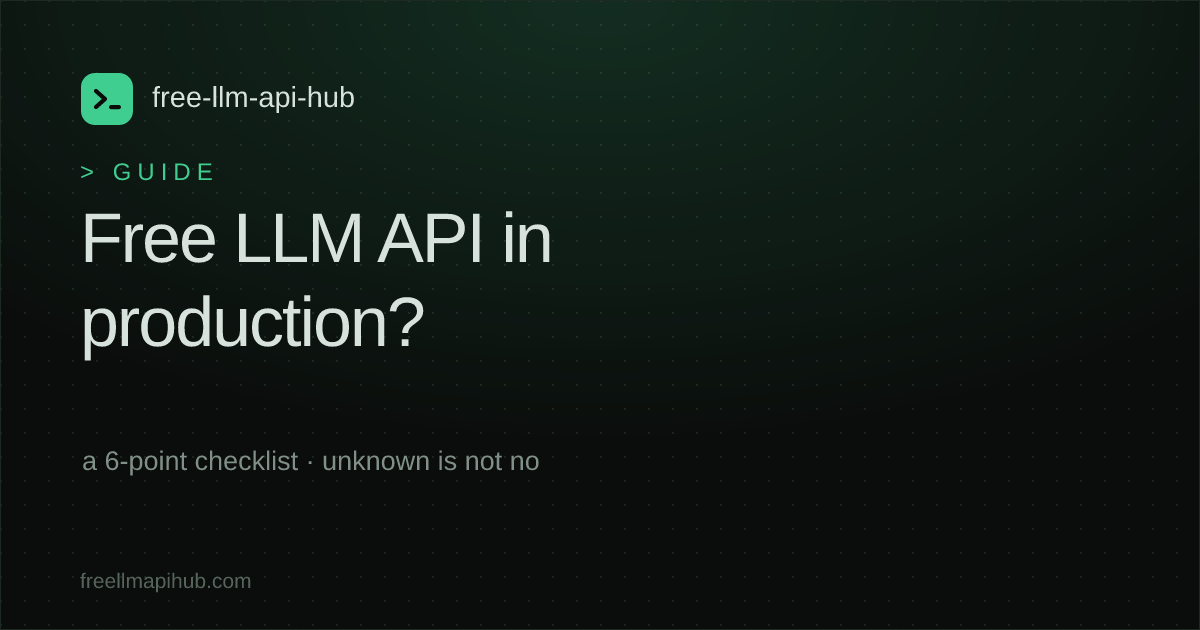 free-llm-api-hub
> GUIDE
Free LLM API in
production?
a 6-point checklist · unknown is not no
freellmapihub.com